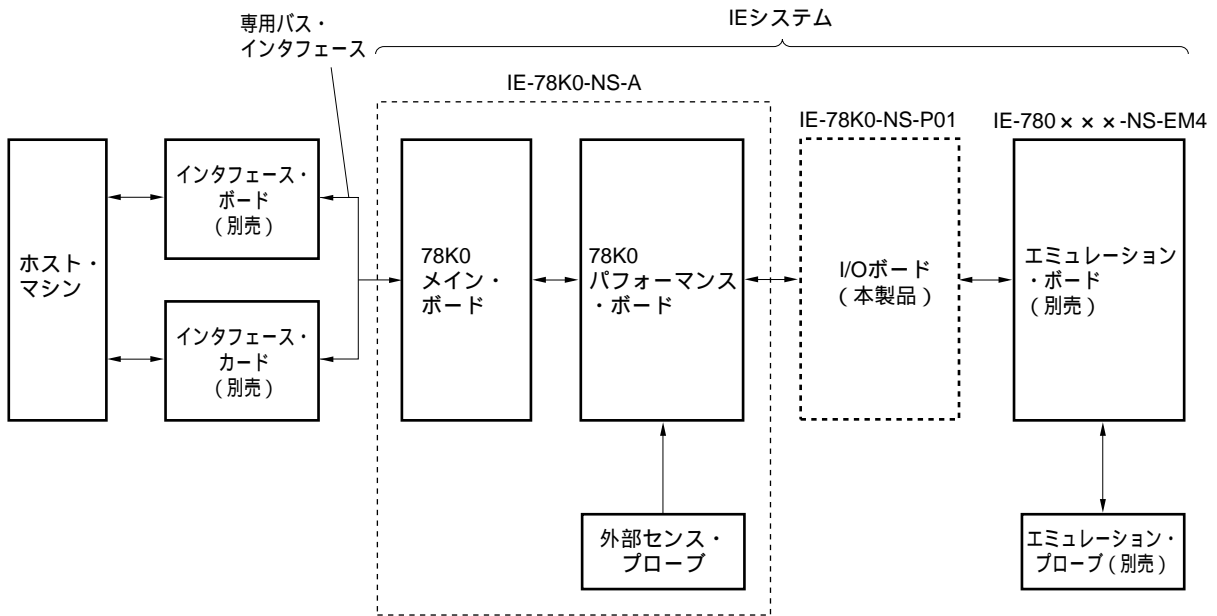 専用バス・
インタフェース
IEシステム
IE-78K0-NS-A
IE-78K0-NS-P01
IE-780×××-NS-EM4
ホスト・
マシン
インタフェース・
ボード
(別売)
インタフェース・
カード
(別売)
78K0
メイン・
ボード
78K0
パフォーマンス
・ボード
I/Oボード
(本製品)
エミュレーション
・ボード
(別売)
外部センス・
プローブ
エミュレーション・
プローブ(別売)